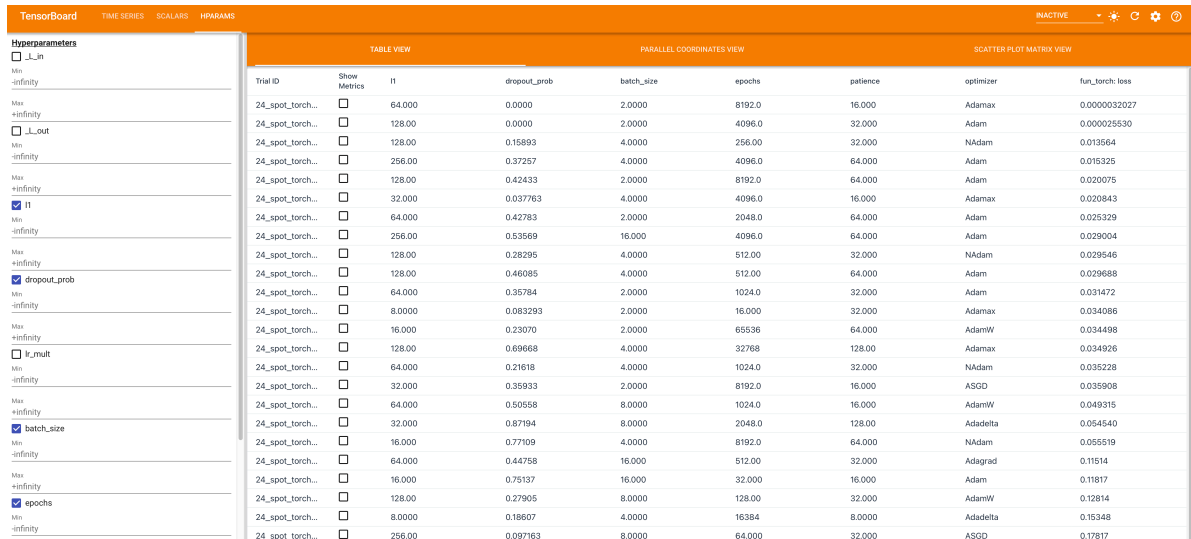 TensorBoard TIME SERIES SCALARS HPARAMS INACTIVE
Hyperparameters
_L_in
Min
-infinity
Max
+infinity
_L_out
Min
-infinity
Max
+infinity
l1
Min
-infinity
Max
+infinity
dropout_prob
Min
-infinity
Max
+infinity
lr_mult
Min
-infinity
Max
+infinity
batch_size
Min
-infinity
Max
+infinity
epochs
Min
-infinity
TABLE VIEW PARALLEL COORDINATES VIEW SCATTER PLOT MATRIX VIEW
Trial ID Show Metrics l1 dropout_prob batch_size epochs patience optimizer fun_torch: loss
24_spot_torch... 64.000 0.0000 2.0000 8192.0 16.000 Adamax 0.0000032027
24_spot_torch... 128.00 0.0000 2.0000 4096.0 32.000 Adam 0.000025530
24_spot_torch... 128.00 0.15893 4.0000 256.00 32.000 NAdam 0.013564
24_spot_torch... 256.00 0.37257 4.0000 4096.0 64.000 Adam 0.015325
24_spot_torch... 128.00 0.42433 2.0000 8192.0 64.000 Adam 0.020075
24_spot_torch... 32.000 0.037763 4.0000 4096.0 16.000 Adamax 0.020843
24_spot_torch... 64.000 0.42783 2.0000 2048.0 64.000 Adam 0.025329
24_spot_torch... 256.00 0.53569 16.000 4096.0 64.000 Adam 0.029004
24_spot_torch... 128.00 0.28295 4.0000 512.00 32.000 NAdam 0.029546
24_spot_torch... 128.00 0.46085 4.0000 512.00 64.000 Adam 0.029688
24_spot_torch... 64.000 0.35784 2.0000 1024.0 32.000 Adam 0.031472
24_spot_torch... 8.0000 0.083293 2.0000 16.000 32.000 Adamax 0.034086
24_spot_torch... 16.000 0.23070 2.0000 65536 64.000 AdamW 0.034498
24_spot_torch... 128.00 0.69668 4.0000 32768 128.00 Adamax 0.034926
24_spot_torch... 64.000 0.21618 4.0000 1024.0 32.000 NAdam 0.035228
24_spot_torch... 32.000 0.35933 2.0000 8192.0 16.000 ASGD 0.035908
24_spot_torch... 64.000 0.50558 8.0000 1024.0 16.000 AdamW 0.049315
24_spot_torch... 32.000 0.87194 8.0000 2048.0 128.00 Adadelta 0.054540
24_spot_torch... 16.000 0.77109 4.0000 8192.0 64.000 NAdam 0.055519
24_spot_torch... 64.000 0.44758 16.000 512.00 32.000 Adagrad 0.11514
24_spot_torch... 16.000 0.75137 16.000 32.000 16.000 Adam 0.11817
24_spot_torch... 128.00 0.27905 8.0000 128.00 32.000 AdamW 0.12814
24_spot_torch... 8.0000 0.18607 4.0000 16384 8.0000 Adadelta 0.15348
24_spot_torch... 256.00 0.097163 8.0000 64.000 32.000 ASGD 0.17817